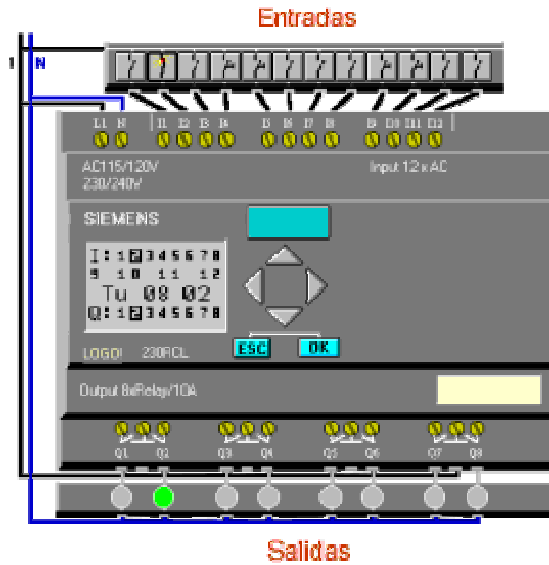 Entradas
1 N
L1 N I1 I2 I3 I4 I5 I6 I7 I8 I9 I10 I11 I12
AC115/120V
230/240V
Input 12 x AC
SIEMENS
I:12345678
9 10 11 12
Tu 09 02
Q:12345678
ESC OK
LOGO! 230RCL
Output 8xRelay/10A
Q1 Q2 Q3 Q4 Q5 Q6 Q7 Q8
Salidas